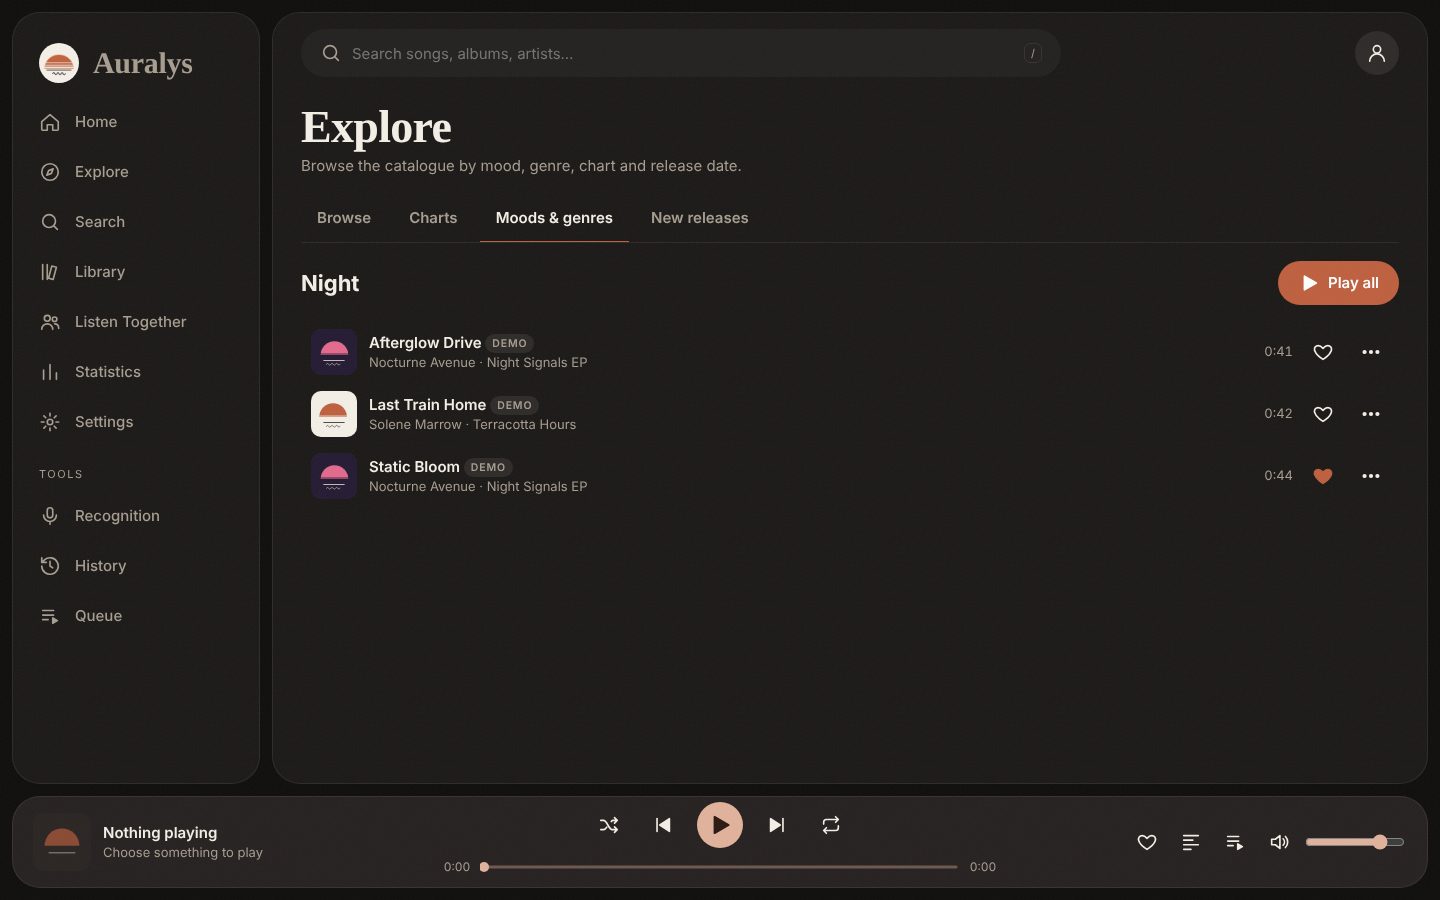 Auralys
Home
Explore
Search
Library
Listen Together
Statistics
Settings
TOOLS
Recognition
History
Queue
Search songs, albums, artists...
/
Explore
Browse the catalogue by mood, genre, chart and release date.
Browse Charts Moods & genres New releases
Night
Play all
Afterglow Drive DEMO
Nocturne Avenue · Night Signals EP
0:41
Last Train Home DEMO
Solene Marrow · Terracotta Hours
0:42
Static Bloom DEMO
Nocturne Avenue · Night Signals EP
0:44
Nothing playing
Choose something to play
0:00
0:00